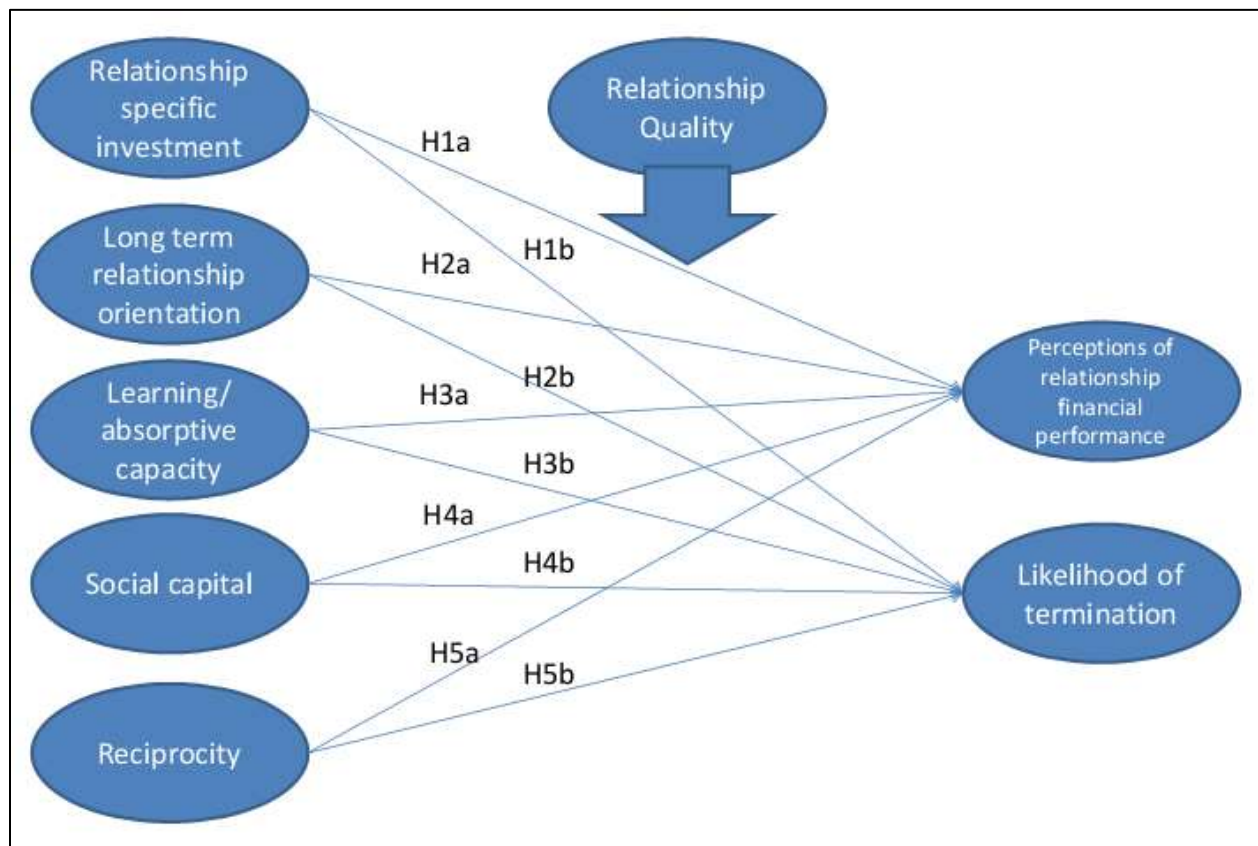 Relationship
specific
investment
Relationship
Quality
H1a
Long term
relationship
orientation
H2a
H1b
Perceptions of
relationship
financial
performance
Learning/
absorptive
capacity
H3a
H2b
H3b
Social capital
H4a
H4b
Likelihood of
termination
Reciprocity
H5a
H5b